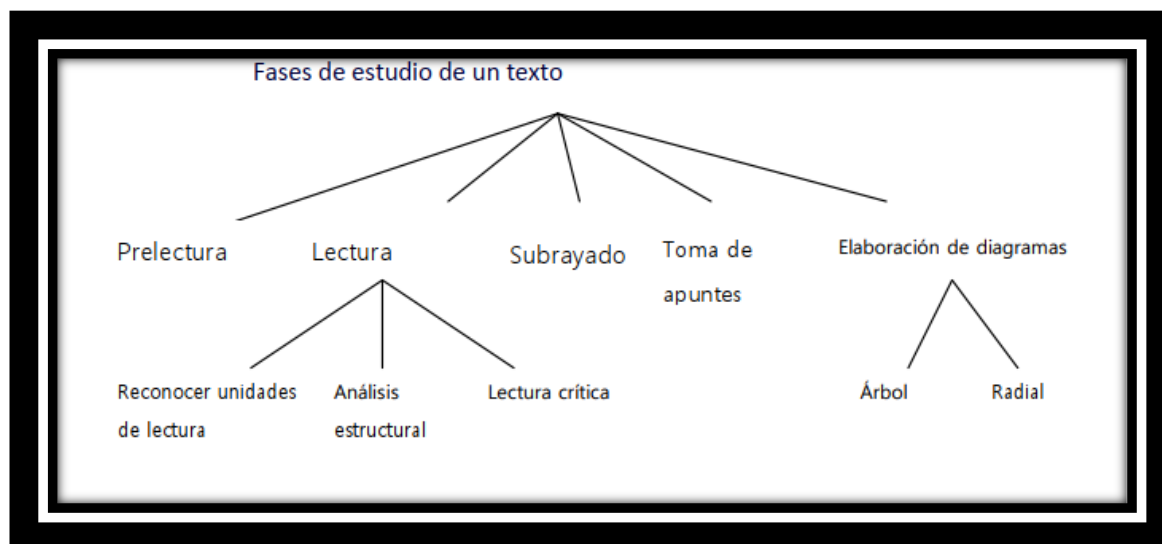 Fases de estudio de un texto
Prelectura
Lectura
Subrayado
Toma de
apuntes
Elaboración de diagramas
Reconocer unidades
de lectura
Análisis
estructural
Lectura crítica
Árbol
Radial